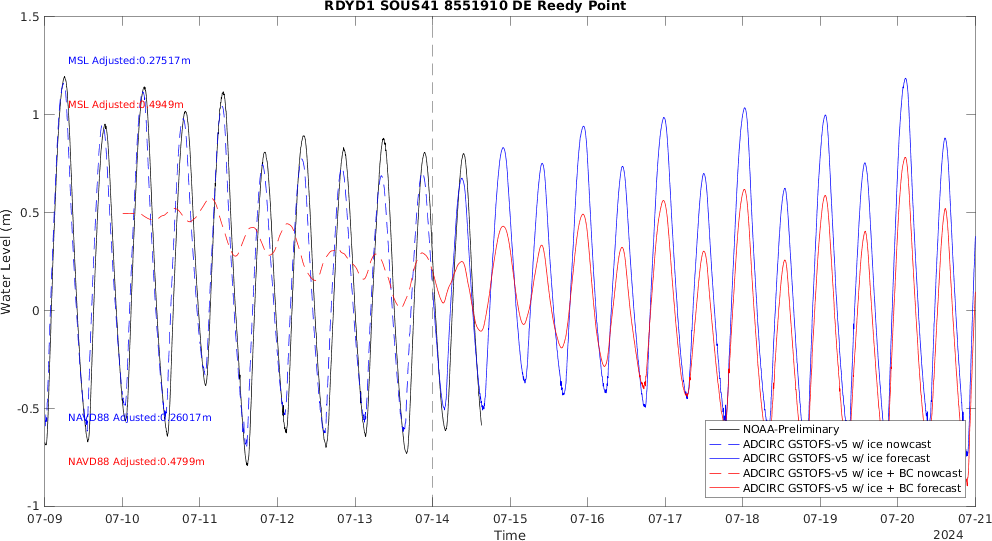 RDYD1 SOUS41 8551910 DE Reedy Point
1.5
1
0.5
0
-0.5
-1
Water Level (m)
MSL Adjusted:0.27517m
MSL Adjusted:0.4949m
NAVD88 Adjusted:0.26017m
NAVD88 Adjusted:0.4799m
NOAA-Preliminary
ADCIRC GSTOFS-v5 w/ ice nowcast
ADCIRC GSTOFS-v5 w/ ice forecast
ADCIRC GSTOFS-v5 w/ ice + BC nowcast
ADCIRC GSTOFS-v5 w/ ice + BC forecast
07-09 07-10 07-11 07-12 07-13 07-14 07-15 07-16 07-17 07-18 07-19 07-20 07-21
Time
2024